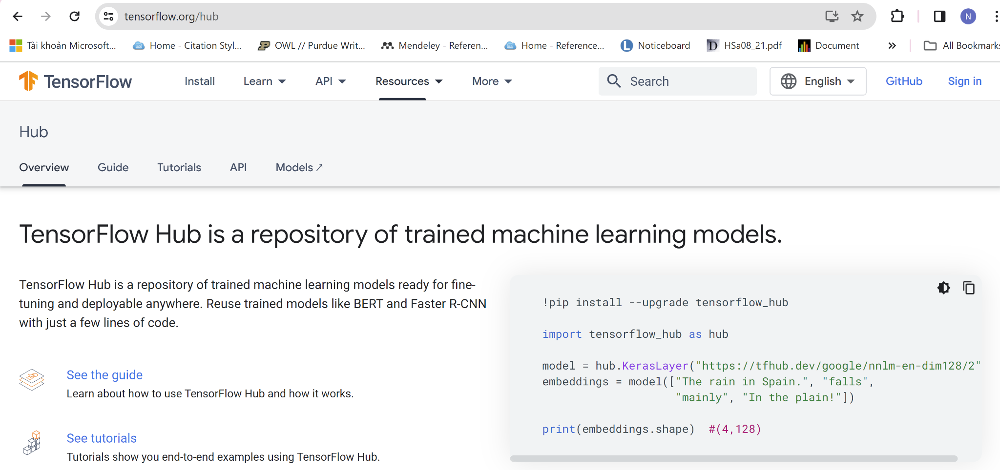 tensorflow.org/hub
N
Tài khoản Microsoft...
Home - Citation Styl...
OWL // Purdue Writ...
Mendeley - Referen...
Home - Reference...
L Noticeboard
D HSa08_21.pdf
Document
»
All Bookmarks
TensorFlow
Install
Learn
API
Resources
More
Search
English
GitHub
Sign in
Hub
Overview
Guide
Tutorials
API
Models ↗
TensorFlow Hub is a repository of trained machine learning models.
TensorFlow Hub is a repository of trained machine learning models ready for fine-
tuning and deployable anywhere. Reuse trained models like BERT and Faster R-CNN
with just a few lines of code.
See the guide
Learn about how to use TensorFlow Hub and how it works.
See tutorials
Tutorials show you end-to-end examples using TensorFlow Hub.
!pip install --upgrade tensorflow_hub
import tensorflow_hub as hub
model = hub.KerasLayer("https://tfhub.dev/google/nnlm-en-dim128/2"
embeddings = model(["The rain in Spain.", "falls",
"mainly", "In the plain!"])
print(embeddings.shape)  #(4,128)